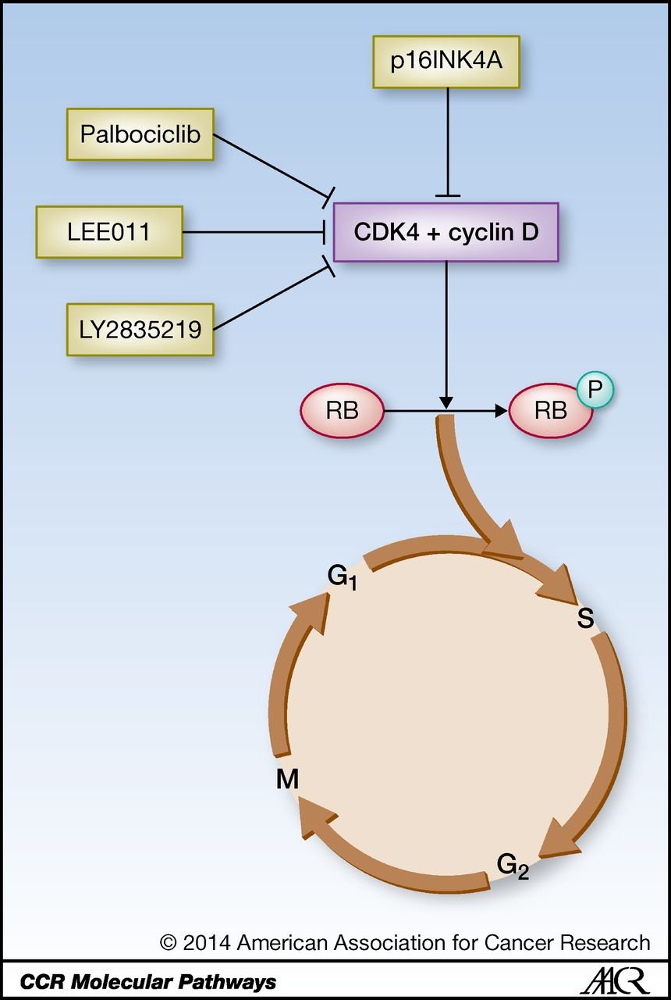 p16INK4A
Palbociclib
LEE011
CDK4 + cyclin D
LY2835219
RB
RB
P
G₁
S
M
G₂
© 2014 American Association for Cancer Research
CCR Molecular Pathways
AACR